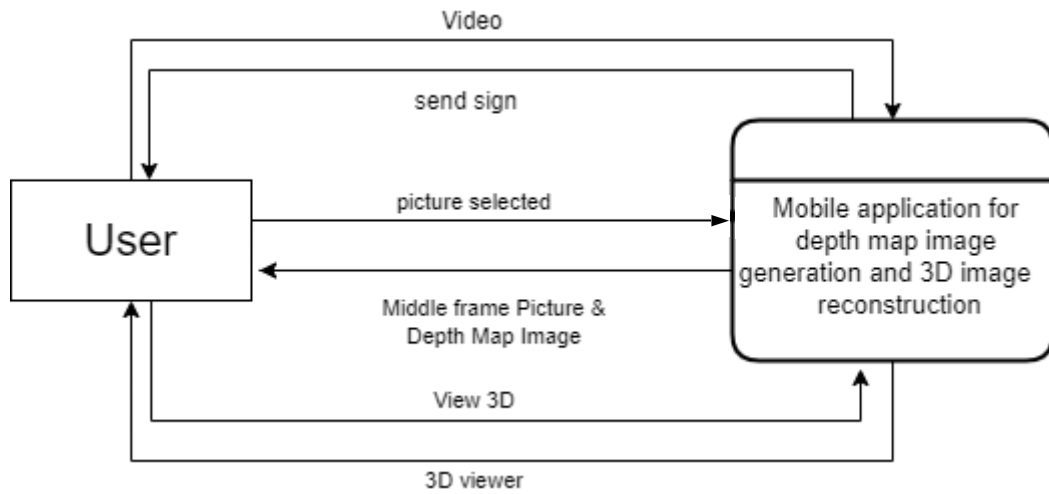 Video
send sign
picture selected
User
Mobile application for
depth map image
generation and 3D image
reconstruction
Middle frame Picture &
Depth Map Image
View 3D
3D viewer